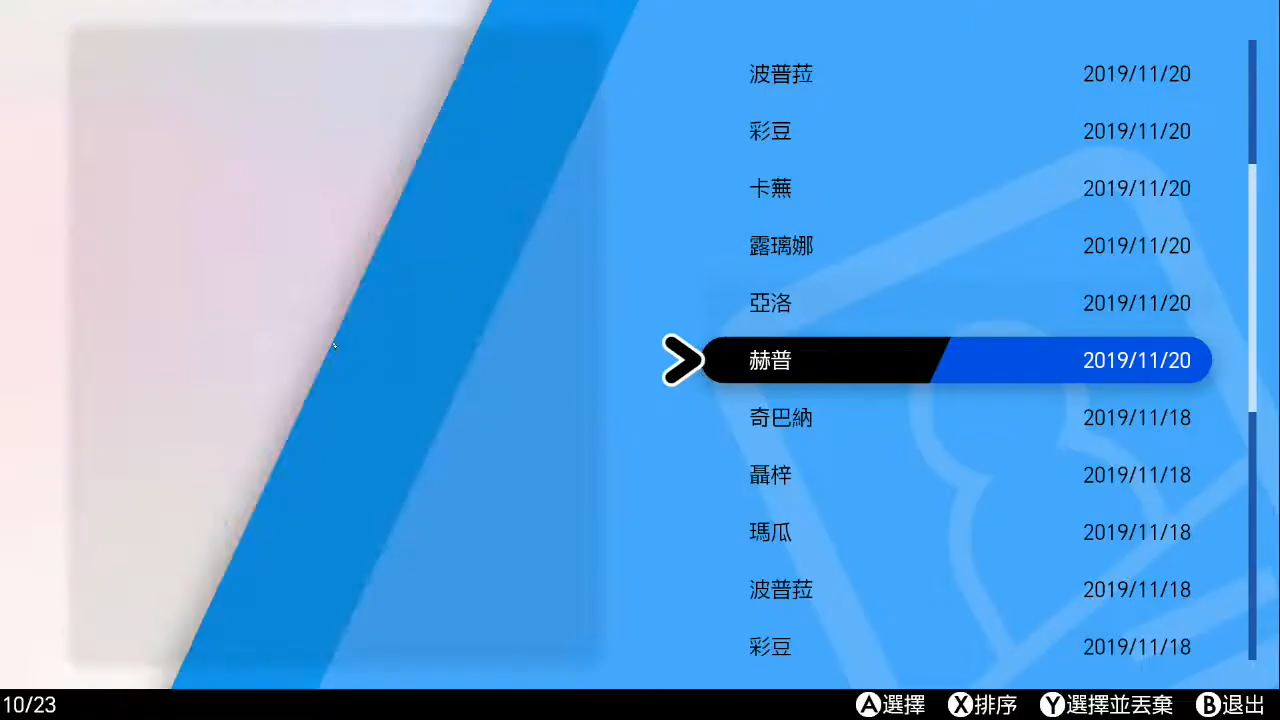 波普菈 2019/11/20
彩豆 2019/11/20
卡蕪 2019/11/20
露璃娜 2019/11/20
亞洛 2019/11/20
赫普 2019/11/20
奇巴納 2019/11/18
聶梓 2019/11/18
瑪瓜 2019/11/18
波普菈 2019/11/18
彩豆 2019/11/18
10/23 A選擇 X排序 Y選擇並丟棄 B退出